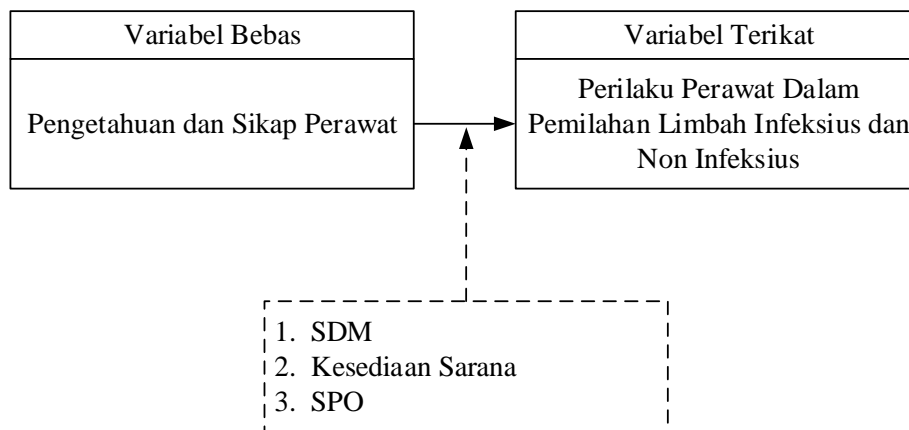 Variabel Bebas
Pengetahuan dan Sikap Perawat
Variabel Terikat
Perilaku Perawat Dalam
Pemilahan Limbah Infeksius dan
Non Infeksius
1. SDM
2. Kesediaan Sarana
3. SPO